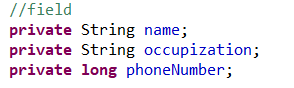 //field
private String name;
private String occupization;
private long phoneNumber;